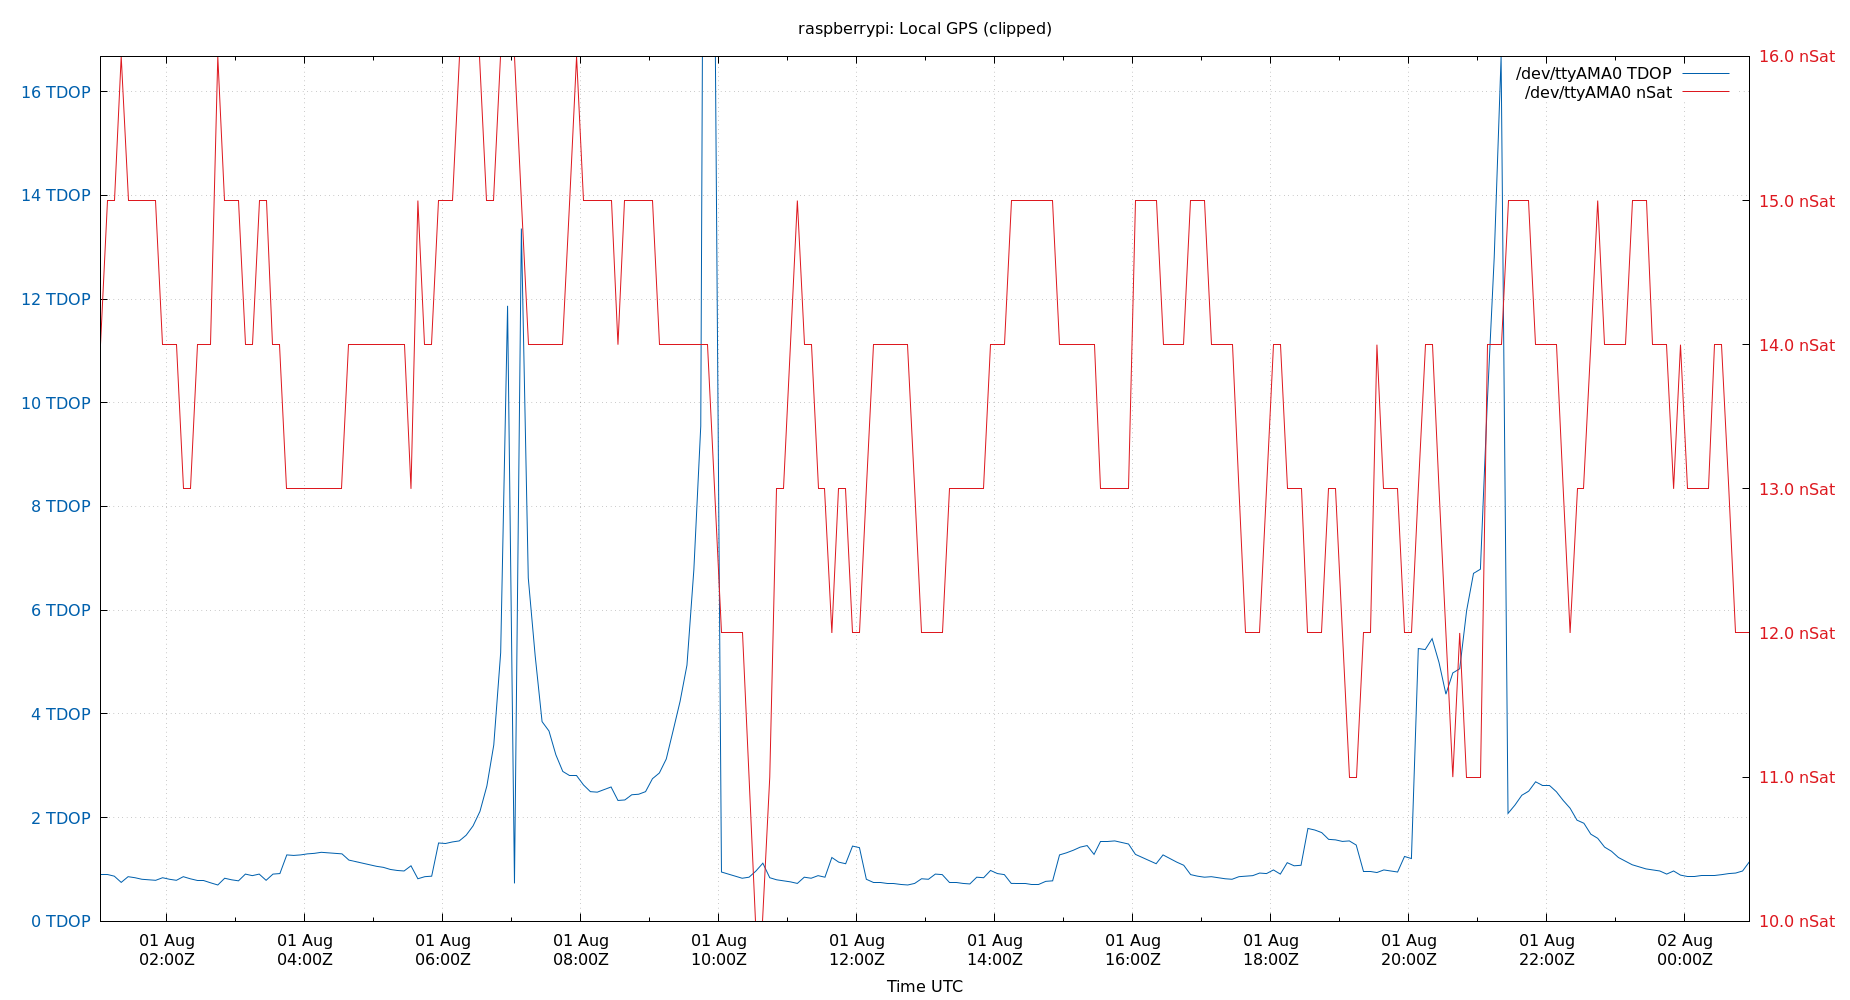 raspberrypi: Local GPS (clipped)
/dev/ttyAMA0 TDOP
/dev/ttyAMA0 nSat
16 TDOP
14 TDOP
12 TDOP
10 TDOP
8 TDOP
6 TDOP
4 TDOP
2 TDOP
0 TDOP
16.0 nSat
15.0 nSat
14.0 nSat
13.0 nSat
12.0 nSat
11.0 nSat
10.0 nSat
01 Aug 01 Aug 01 Aug 01 Aug 01 Aug 01 Aug 01 Aug 01 Aug 01 Aug 01 Aug 01 Aug 02 Aug
02:00Z 04:00Z 06:00Z 08:00Z 10:00Z 12:00Z 14:00Z 16:00Z 18:00Z 20:00Z 22:00Z 00:00Z
Time UTC